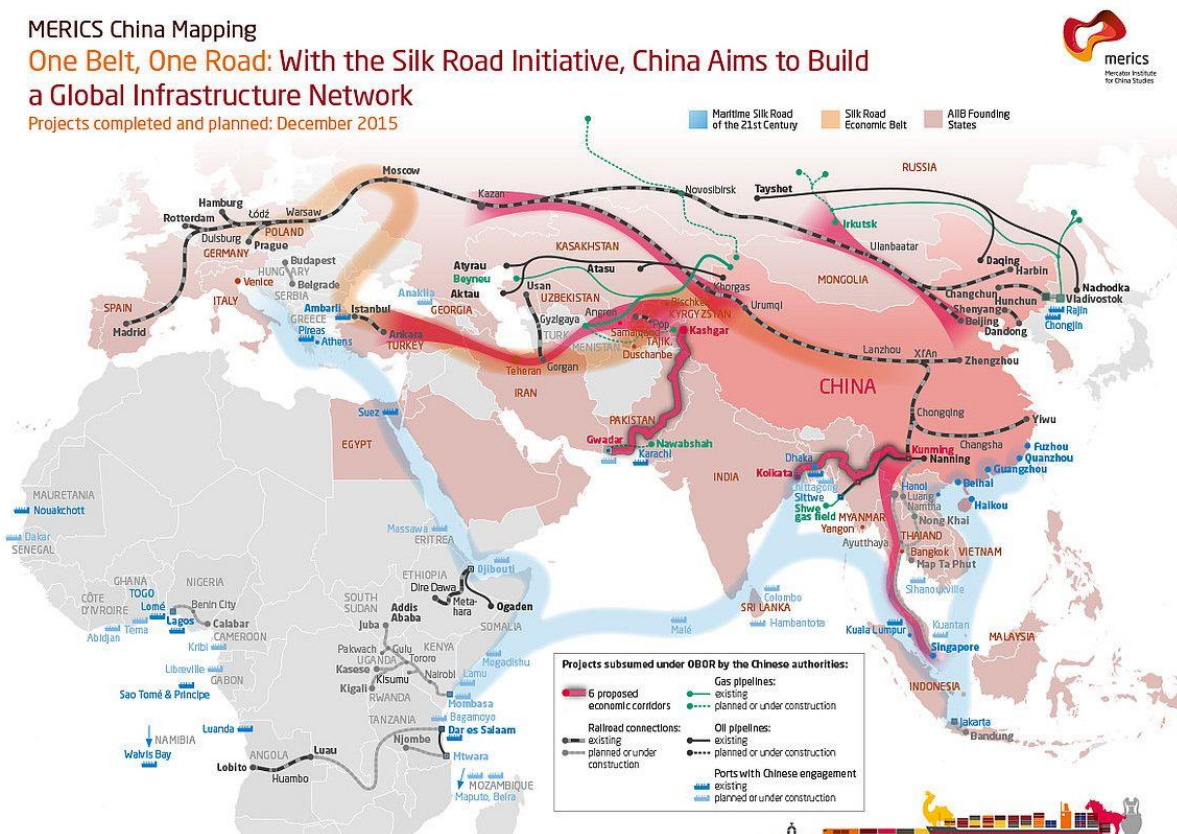 MERICS China Mapping
One Belt, One Road: With the Silk Road Initiative, China Aims to Build
a Global Infrastructure Network
Projects completed and planned: December 2015
merics
Mercator Institute
for China Studies
Maritime Silk Road
of the 21st Century
Silk Road
Economic Belt
AIIB Founding
States
RUSSIA
Moscow
Kazan
Novosibirsk
Tayshet
Irkutsk
Ulanbaatar
Hamburg
Rotterdam
Łódź
Warsaw
POLAND
Duisburg
Prague
GERMANY
Budapest
HUNGARY
Belgrade
SERBIA
Venice
ITALY
SPAIN
Madrid
GREECE
Ambarli
Istanbul
Pireas
Athens
Ankara
TURKEY
Anaklia
GEORGIA
KASAKHSTAN
Atyrau
Beyneu
Aktau
Atasu
Usan
UZBEKISTAN
Khorgas
Urumqi
MONGOLIA
Daqing
Harbin
Changchun
Hunchun
Shenyang
Beijing
Dandong
Nachodka
Vladivostok
Rajin
Chongjin
Bischkek
KYRGYZSTAN
Angren
Gyzlgaya
Pop
Kashgar
TURK
MENISTAN
TAJIK.
Duschanbe
Teheran
Gorgan
IRAN
Lanzhou
Xi'An
Zhengzhou
CHINA
Chongqing
Yiwu
Changsha
PAKISTAN
Gwadar
Nawabshah
Karachi
INDIA
Suez
EGYPT
Dhaka
Kolkata
Chittagong
Sittwe
Shwe
gas field
MYANMAR
Yangon
Kunming
Nanning
Fuzhou
Quanzhou
Guangzhou
Beihai
Haikou
Hanoi
Luang
Namtha
Nong Khai
THAILAND
Ayutthaya
Bangkok
VIETNAM
Map Ta Phut
Sihanoukville
MAURETANIA
Nouakchott
Dakar
SENEGAL
Massawa
ERITREA
Djibouti
ETHIOPIA
Dire Dawa
Meta-
hara
Ogaden
Addis
Ababa
SOMALIA
SOUTH
SUDAN
Juba
GHANA
TOGO
NIGERIA
CÔTE
D'IVOIRE
Lomé
Benin City
Tema
Lagos
Calabar
Abidjan
CAMEROON
Kribi
Libreville
GABON
Sao Tomé & Principe
Pakwach
Gulu
KENYA
UGANDA
Tororo
Kasese
Kisumu
Nairobi
Kigali
RWANDA
Lamu
Mogadishu
Mombasa
TANZANIA
Bagamoyo
Dar es Salaam
Njombe
Mtwara
Luanda
NAMIBIA
Walvis Bay
ANGOLA
Luau
Lobito
Huambo
MOZAMBIQUE
Maputo, Beira
Colombo
SRI LANKA
Hambantota
Malé
Kuala Lumpur
Kuantan
MALAYSIA
Singapore
INDONESIA
Jakarta
Bandung
Projects subsumed under OBOR by the Chinese authorities:
6 proposed
economic corridors
Gas pipelines:
existing
planned or under construction
Railroad connections:
existing
planned or under
construction
Oil pipelines:
existing
planned or under construction
Ports with Chinese engagement
existing
planned or under construction